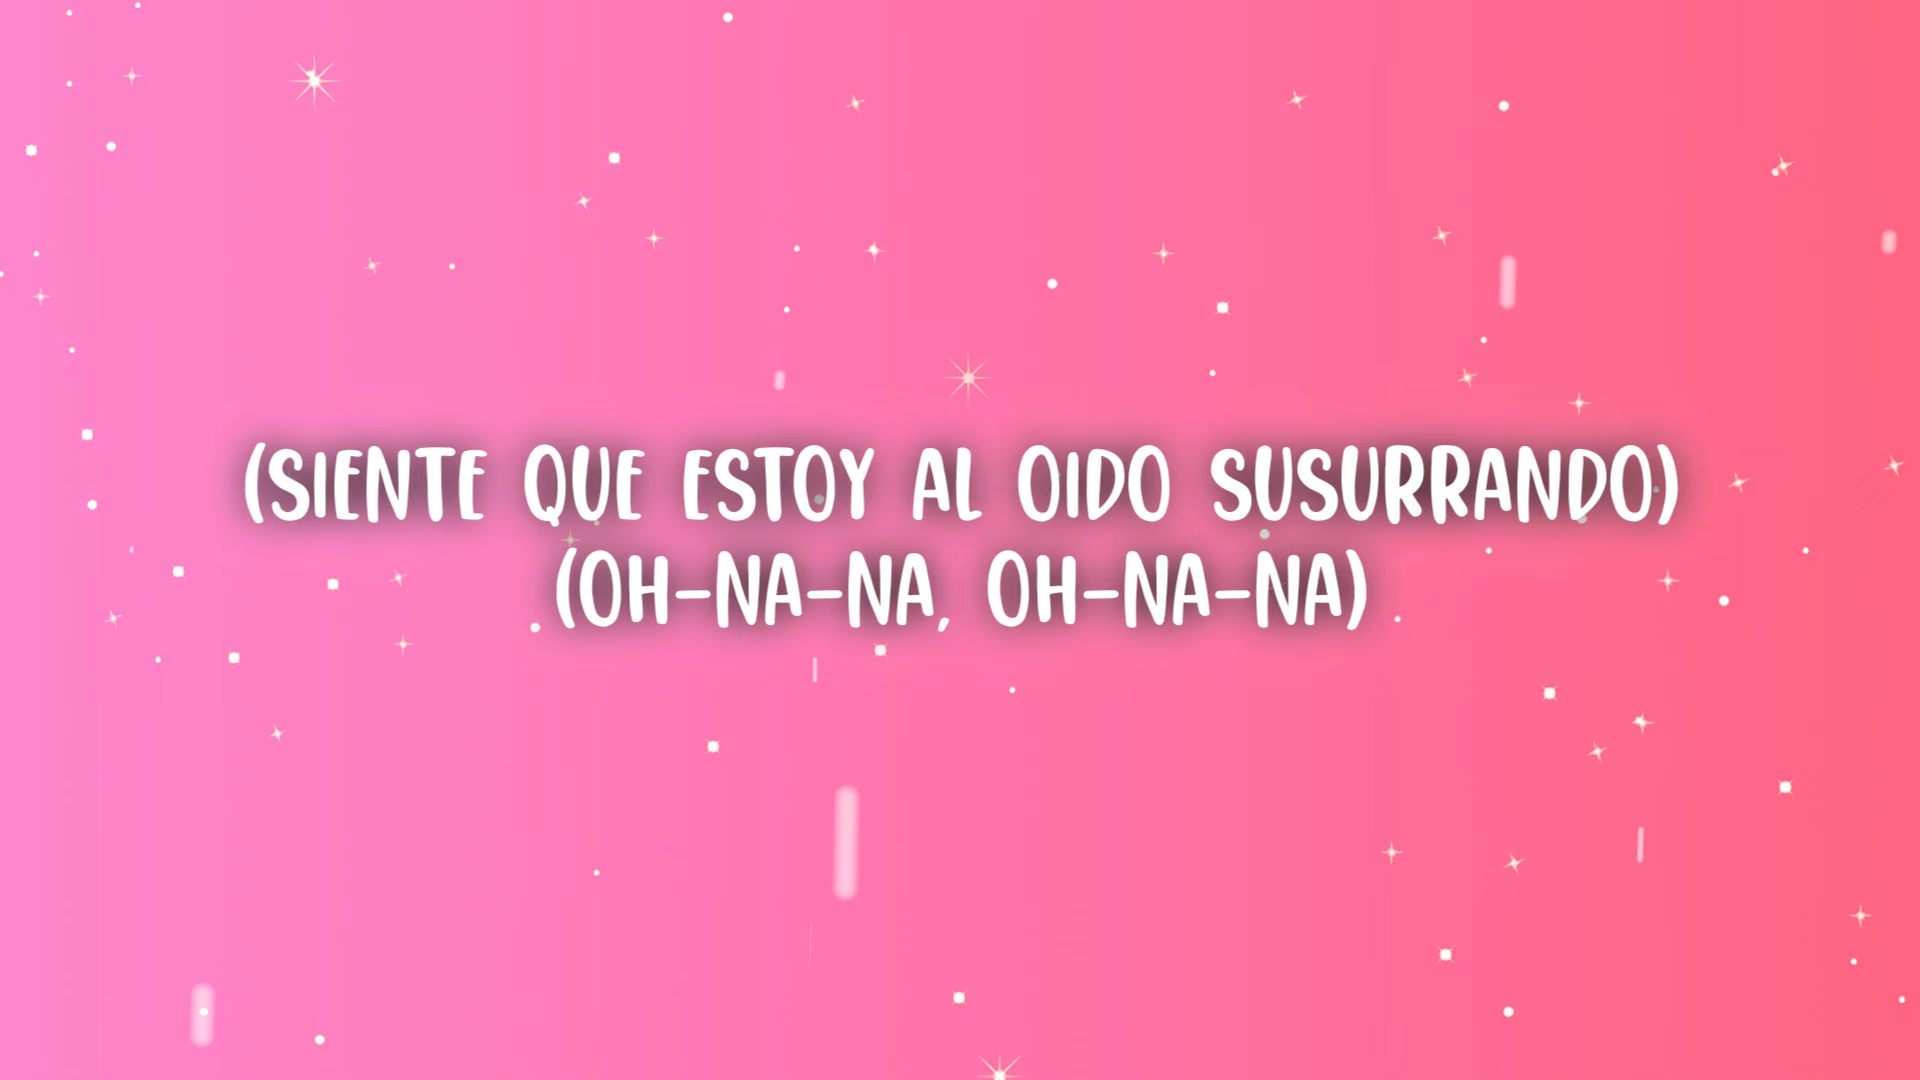 (SIENTE QUE ESTOY AL OIDO SUSURRANDO)
(OH-NA-NA, OH-NA-NA)